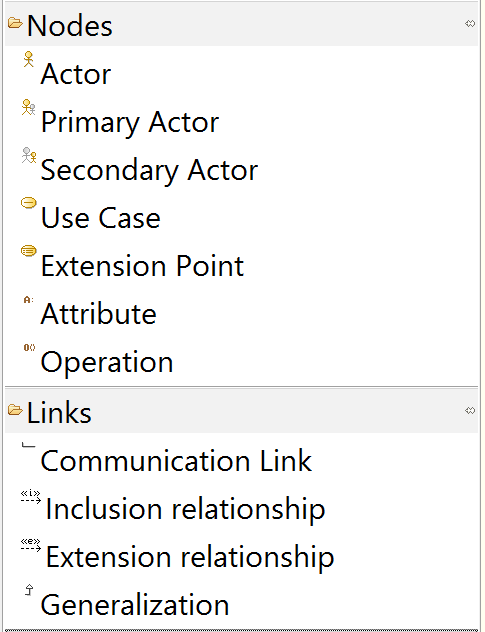 Nodes
Actor
Primary Actor
Secondary Actor
Use Case
Extension Point
A: Attribute
O() Operation
Links
Communication Link
«i» Inclusion relationship
«e» Extension relationship
Generalization